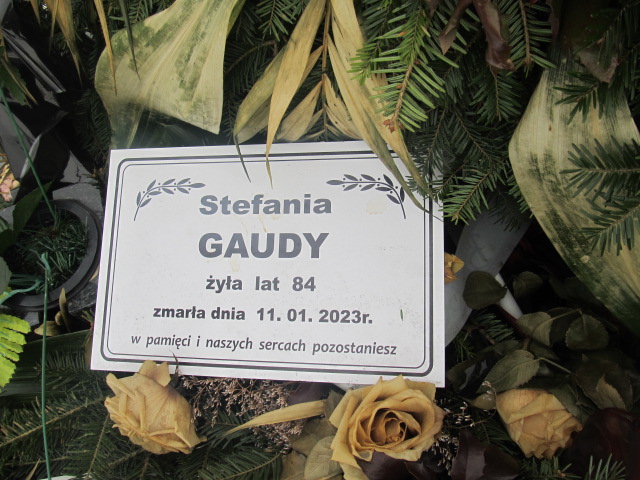 Stefania
GAUDY
żyła lat 84
zmarła dnia 11. 01. 2023r.
w pamięci i naszych sercach pozostaniesz